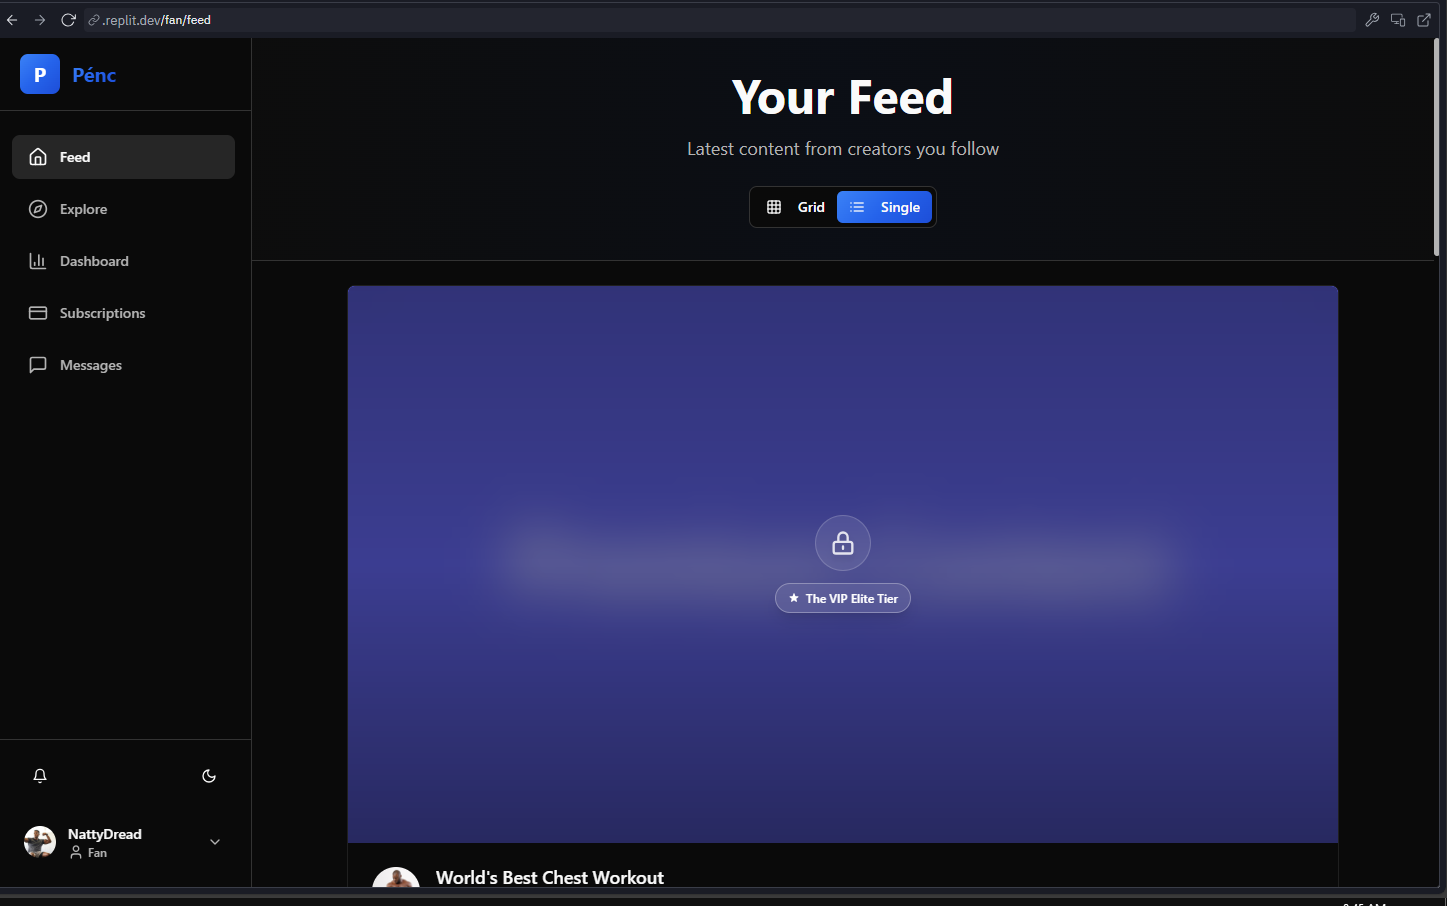 .replit.dev/fan/feed
P Pénc
Feed
Explore
Dashboard
Subscriptions
Messages
NattyDread
Fan
Your Feed
Latest content from creators you follow
Grid Single
★ The VIP Elite Tier
World's Best Chest Workout